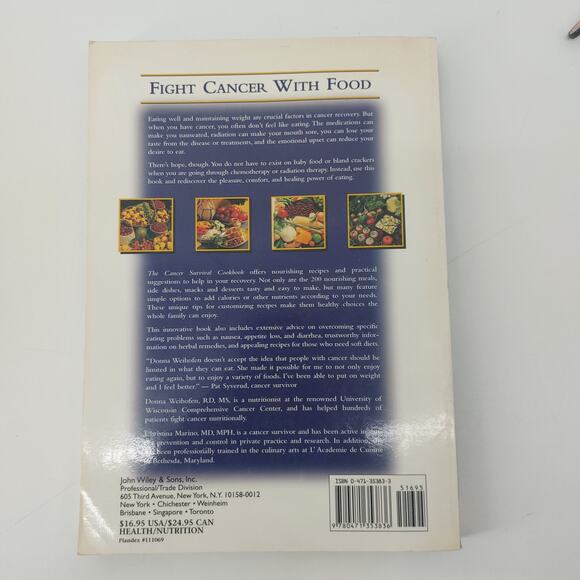 FIGHT CANCER WITH FOOD
Eating well and maintaining weight are crucial factors in cancer recovery. But
when you have cancer, you often don't feel like eating. The medications can
make you nauseated, radiation can make your mouth sore, you can lose your
taste from the disease or treatments, and the emotional upset can reduce your
desire to eat.
There's hope, though. You do not have to exist on baby food or bland crackers
when you are going through chemotherapy or radiation therapy. Instead, use this
book and rediscover the pleasure, comfort, and healing power of eating.
The Cancer Survival Cookbook offers nourishing recipes and practical
suggestions to help in your recovery. Not only are the 200 nourishing meals,
side dishes, snacks and desserts tasty and easy to make, but many feature
simple options to add calories or other nutrients according to your needs.
These unique tips for customizing recipes make them healthy choices the
whole family can enjoy.
This innovative book also includes extensive advice on overcoming specific
eating problems such as nausea, appetite loss, and diarrhea, trustworthy information
on herbal remedies, and appealing recipes for those who need soft diets.
"Donna Weihofen doesn't accept the idea that people with cancer should be
limited in what they can eat. She made it possible for me to not only enjoy
eating again, but to enjoy a variety of foods. I've been able to put on weight
and I feel better." — Pat Syverud, cancer survivor
Donna Weihofen, RD, MS, is a nutritionist at the renowned University of
Wisconsin Comprehensive Cancer Center, and has helped hundreds of
patients fight cancer nutritionally.
Christina Marino, MD, MPH, is a cancer survivor and has been active in
prevention and control in private practice and research. In addition,
been professionally trained in the culinary arts at L'Academie de Cuisine
Bethesda, Maryland.
John Wiley & Sons, Inc.
Professional/Trade Division
605 Third Avenue, New York, N.Y. 10158-0012
New York • Chichester • Weinheim
Brisbane • Singapore • Toronto
$16.95 USA/$24.95 CAN
HEALTH/NUTRITION
Plandex #111069
ISBN 0-471-35383-3
51695
9 780471 353836